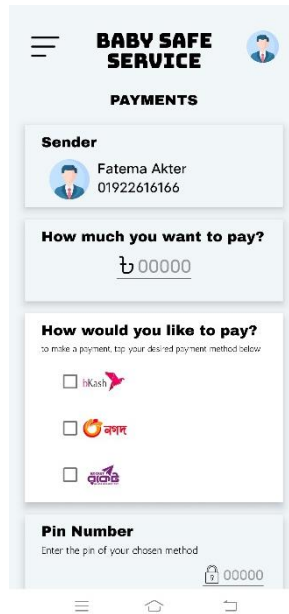 BABY SAFE
SERVICE
PAYMENTS
Sender
Fatema Akter
01922616166
How much you want to pay?
৳ 00000
How would you like to pay?
to make a payment, tap your desired payment method below
bKash
নগদ
রকেট
Pin Number
Enter the pin of your chosen method
00000